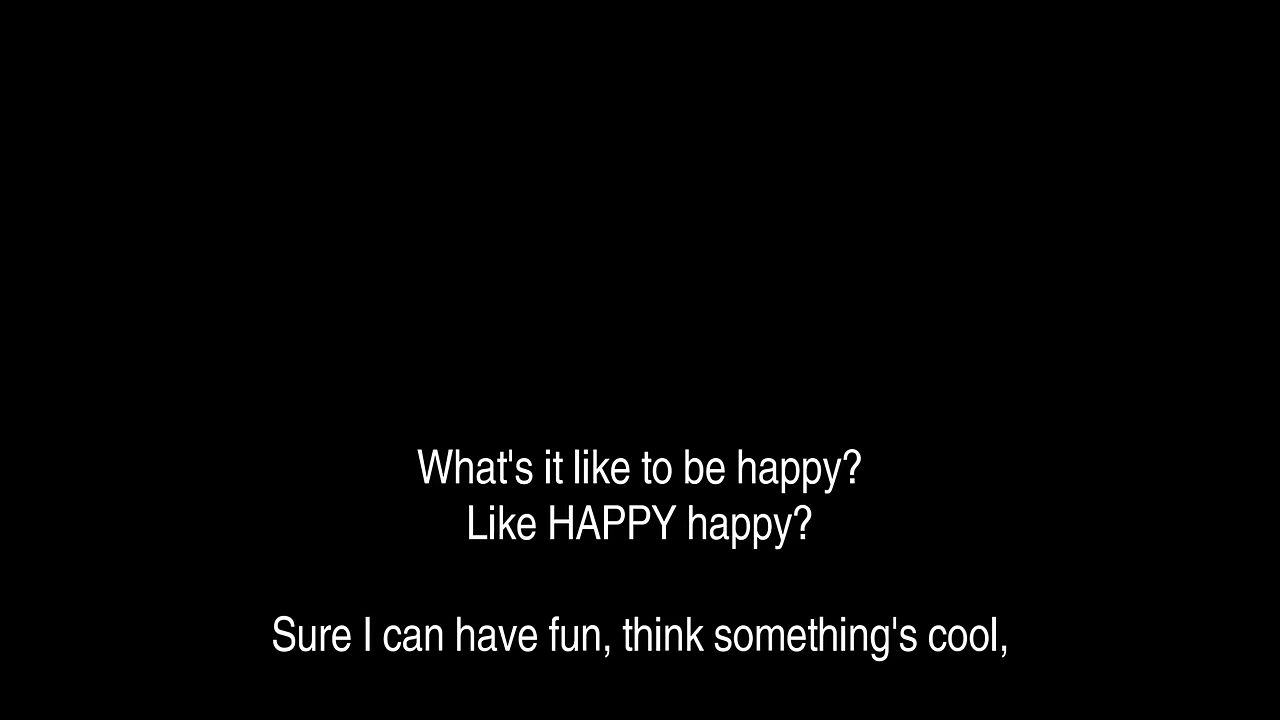 What's it like to be happy?
Like HAPPY happy?
Sure I can have fun, think something's cool,